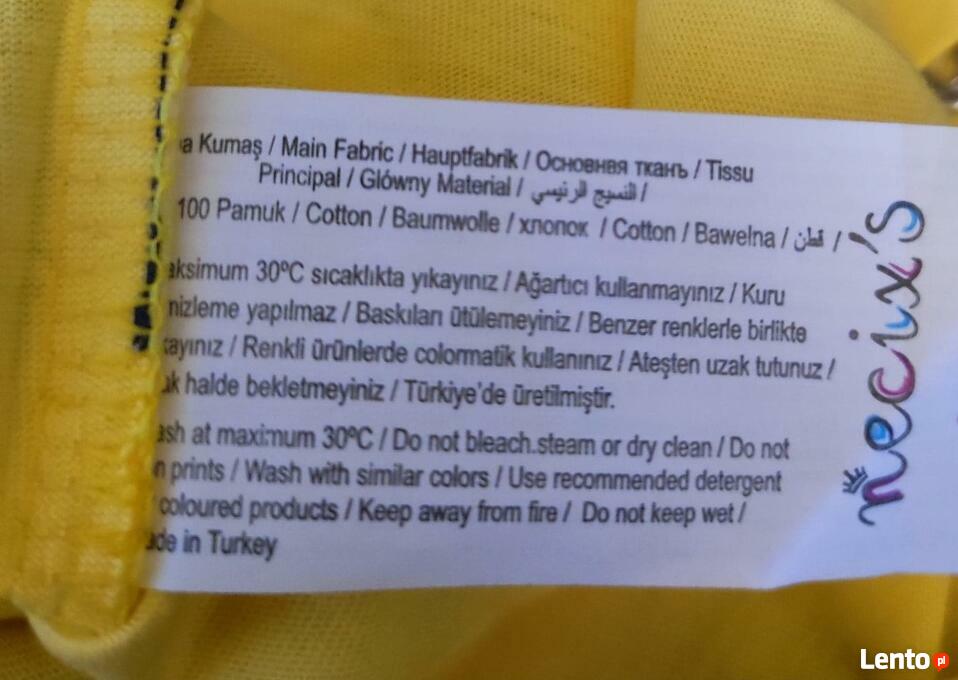 a Kumaş / Main Fabric / Hauptfabrik / Основная ткань / Tissu
Principal / Glówny Material / النسيج الرئيسي /
100 Pamuk / Cotton / Baumwolle / хлопок / Cotton / Bawelna / قطن /
aksimum 30ºC sıcaklıkta yıkayınız / Ağartıcı kullanmayınız / Kuru
nizleme yapılmaz / Baskıları ütülemeyiniz / Benzer renklerle birlikte
kayınız / Renkli ürünlerde colormatik kullanınız / Ateşten uzak tutunuz /
ak halde bekletmeyiniz / Türkiye'de üretilmiştir.
ash at maximum 30ºC / Do not bleach.steam or dry clean / Do not
n prints / Wash with similar colors / Use recommended detergent
coloured products / Keep away from fire / Do not keep wet /
ade in Turkey
necix's
Lento pl